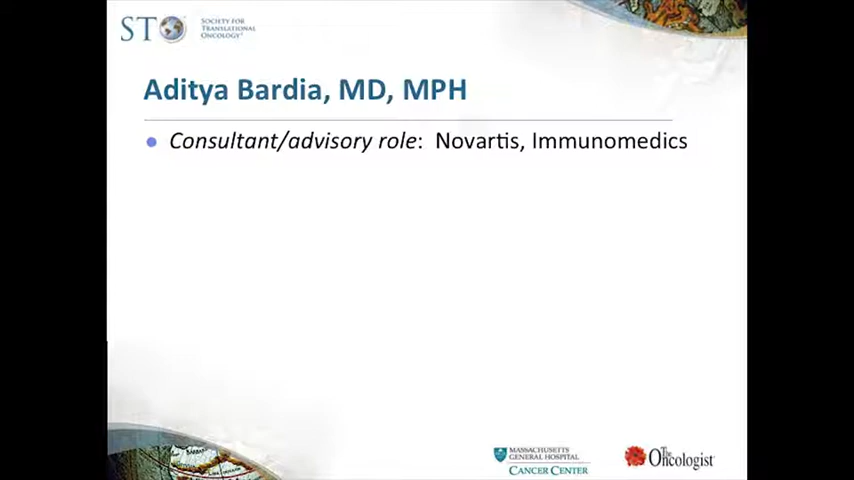 STO
SOCIETY FOR
TRANSLATIONAL
ONCOLOGY
Aditya Bardia, MD, MPH
Consultant/advisory role: Novartis, Immunomedics
MASSACHUSETTS
GENERAL HOSPITAL
CANCER CENTER
The
Oncologist